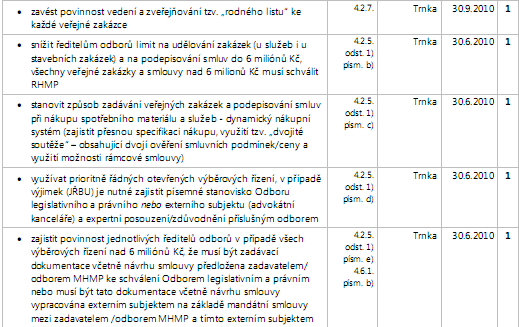 • zavést povinnost vedení a zveřejňování tzv. „rodného listu“ ke každé veřejné zakázce 4.2.7. Trnka 30.9.2010 1
• snížit ředitelům odborů limit na udělování zakázek (u služeb i u stavebních zakázek) a na podepisování smluv do 6 miliónů Kč, všechny veřejné zakázky a smlouvy nad 6 milionů Kč musí schválit RHMP
4.2.5. odst. 1) písm. b) Trnka 30.6.2010 1
• stanovit způsob zadávání veřejných zakázek a podepisování smluv při nákupu spotřebního materiálu a služeb - dynamický nákupní systém (zajistit přesnou specifikaci nákupu, využití tzv. „dvojité soutěže“ – obsahující dvojí ověření smluvních podmínek/ceny a využití možnosti rámcové smlouvy)
4.2.5. odst. 1) písm. c) Trnka 30.6.2010 1
• využívat prioritně řádných otevřených výběrových řízení, v případě výjimek (JŘBU) je nutné zajistit písemné stanovisko Odboru legislativního a právního nebo externího subjektu (advokátní kanceláře) a expertní posouzení/zdůvodnění příslušným odborem
4.2.5. odst. 1) písm. d) Trnka 30.6.2010 1
• zajistit povinnost jednotlivých ředitelů odborů v případě všech výběrových řízení nad 6 miliónů Kč, že musí být zadávací dokumentace včetně návrhu smlouvy předložena zadavatelem/ odborem MHMP ke schválení Odborem legislativním a právním nebo musí být tato dokumentace včetně návrhu smlouvy vypracována externím subjektem na základě mandátní smlouvy mezi zadavatelem /odborem MHMP a tímto externím subjektem
4.2.5. odst. 1) písm. e) 4.6.1. písm. b) Trnka 30.6.2010 1